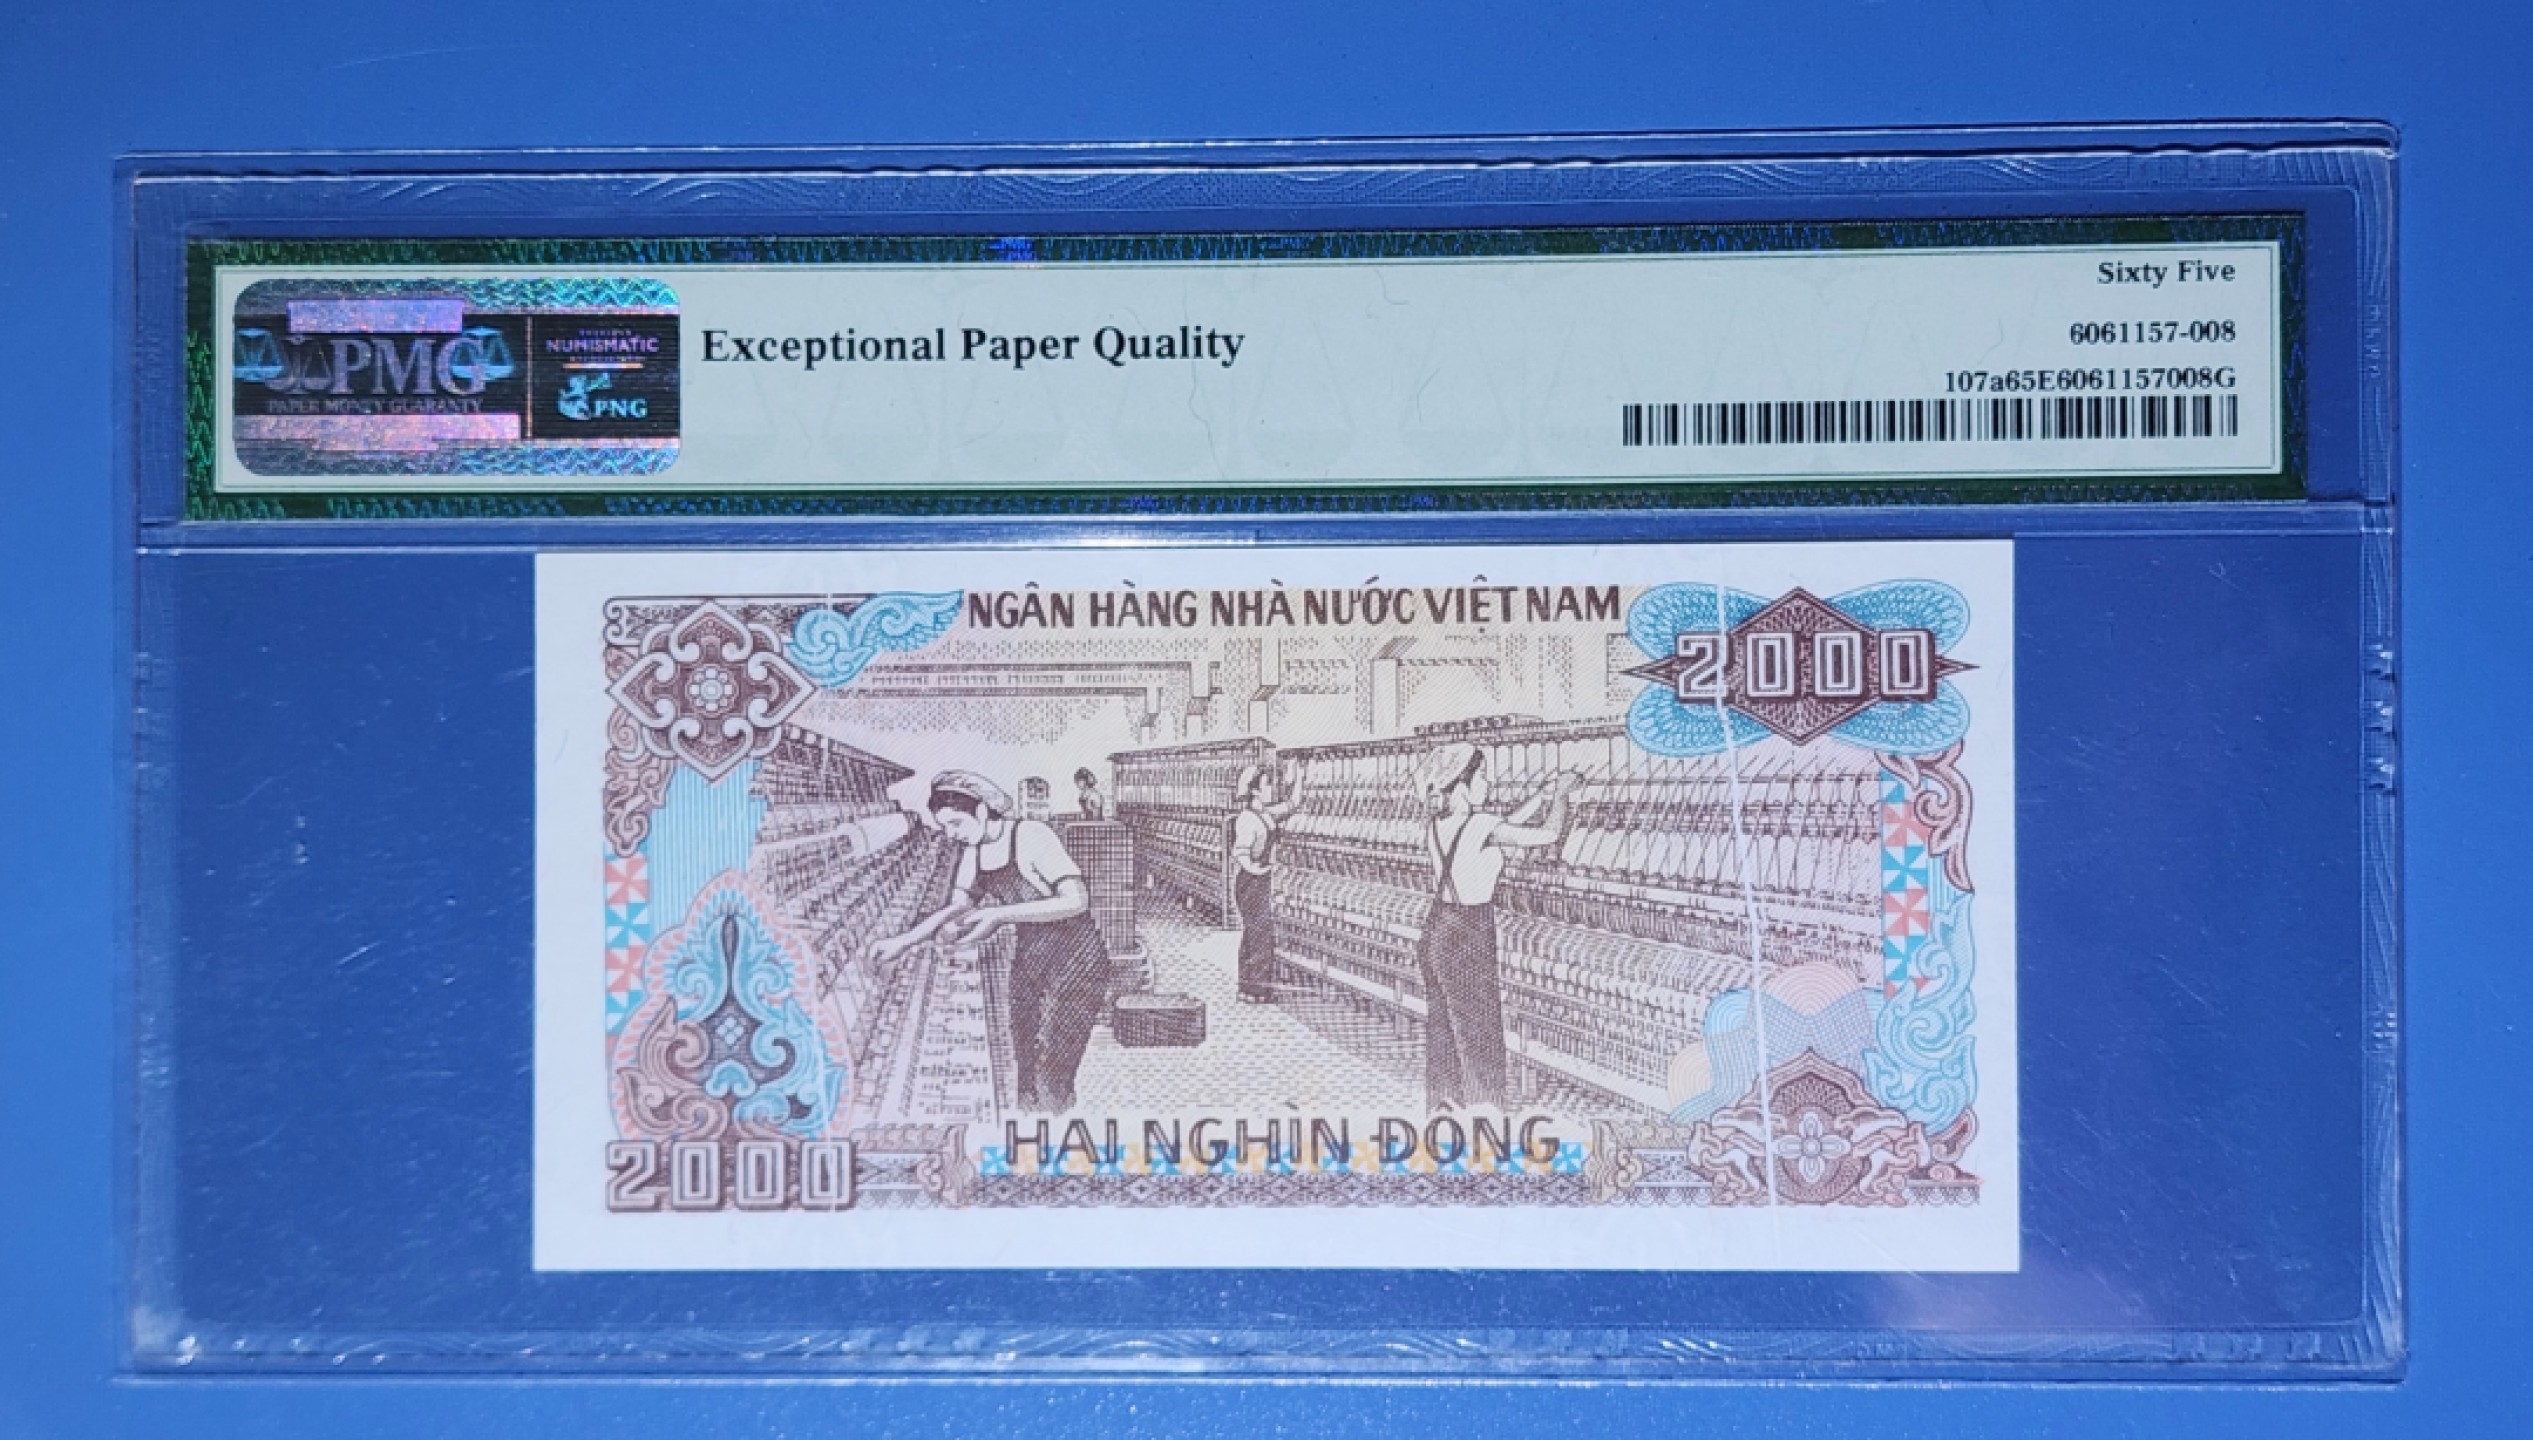 PMG
PAPER MONEY GUARANTY
NUMISMATIC
PNG
Exceptional Paper Quality
Sixty Five
6061157-008
107a65E6061157008G
NGÂN HÀNG NHÀ NƯỚC VIỆT NAM
2000
HAI NGHÌN ĐỒNG
2000